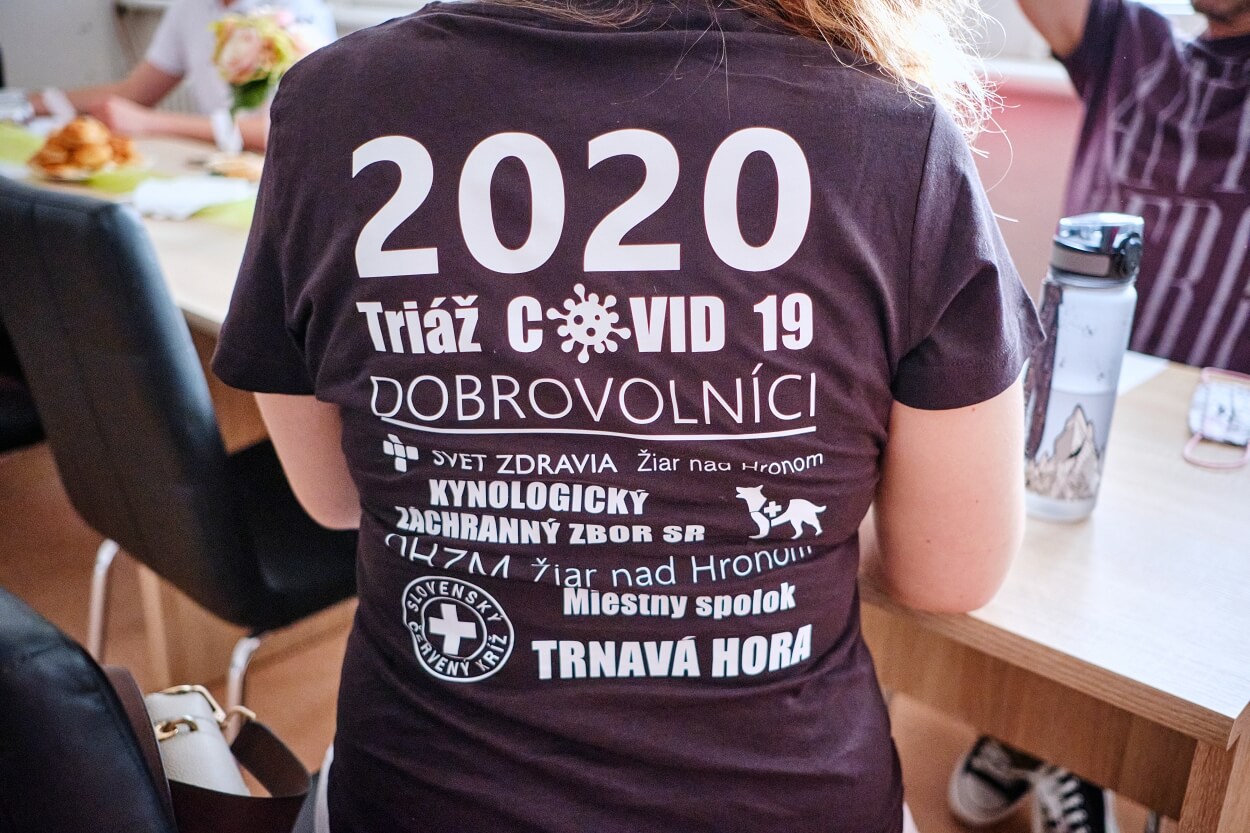 2020
Triáž COVID 19
DOBROVOLNÍCI
SVET ZDRAVIA Žiar nad Hronom
KYNOLOGICKÝ
ZÁCHRANNÝ ZBOR SR
Žiar nad Hronom
Miestny spolok
SLOVENSKÝ ČERVENÝ KRÍŽ
TRNAVÁ HORA